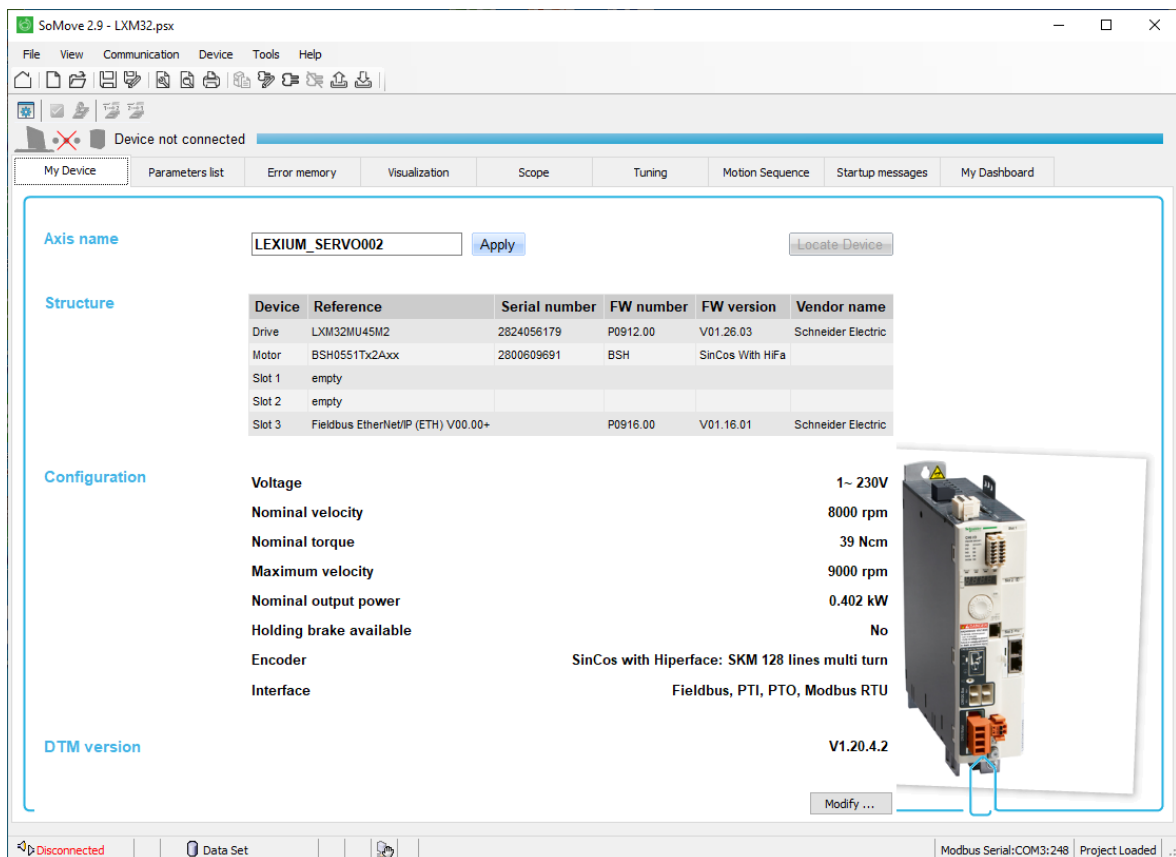 SoMove 2.9 - LXM32.psx
File View Communication Device Tools Help
Device not connected
My Device Parameters list Error memory Visualization Scope Tuning Motion Sequence Startup messages My Dashboard
Axis name LEXIUM_SERVO002 Apply Locate Device
Structure
Device Reference Serial number FW number FW version Vendor name
Drive LXM32MU45M2 2824056179 P0912.00 V01.26.03 Schneider Electric
Motor BSH0551Tx2Axx 2800609691 BSH SinCos With HiFa
Slot 1 empty
Slot 2 empty
Slot 3 Fieldbus EtherNet/IP (ETH) V00.00+ P0916.00 V01.16.01 Schneider Electric
Configuration
Voltage 1~ 230V
Nominal velocity 8000 rpm
Nominal torque 39 Ncm
Maximum velocity 9000 rpm
Nominal output power 0.402 kW
Holding brake available No
Encoder SinCos with Hiperface: SKM 128 lines multi turn
Interface Fieldbus, PTI, PTO, Modbus RTU
DTM version V1.20.4.2
Modify ...
Disconnected Data Set Modbus Serial:COM3:248 Project Loaded